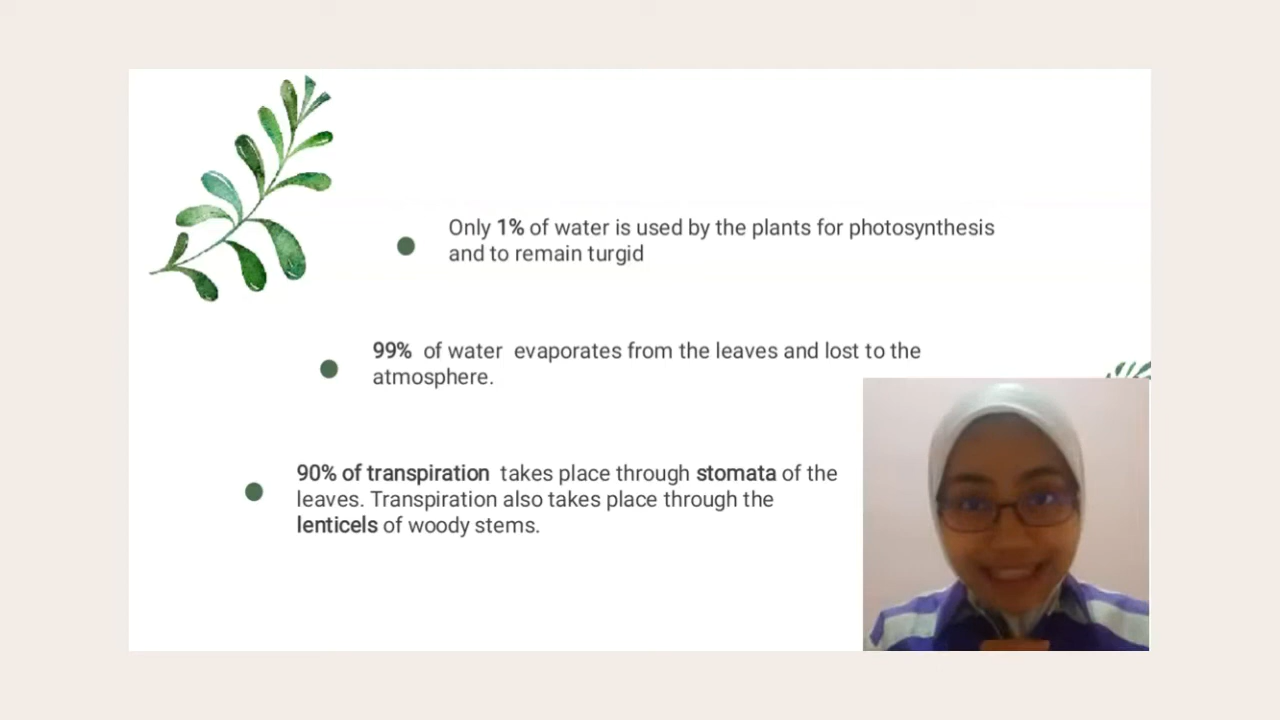 Only 1% of water is used by the plants for photosynthesis
and to remain turgid
99% of water evaporates from the leaves and lost to the
atmosphere.
90% of transpiration takes place through stomata of the
leaves. Transpiration also takes place through the
lenticels of woody stems.